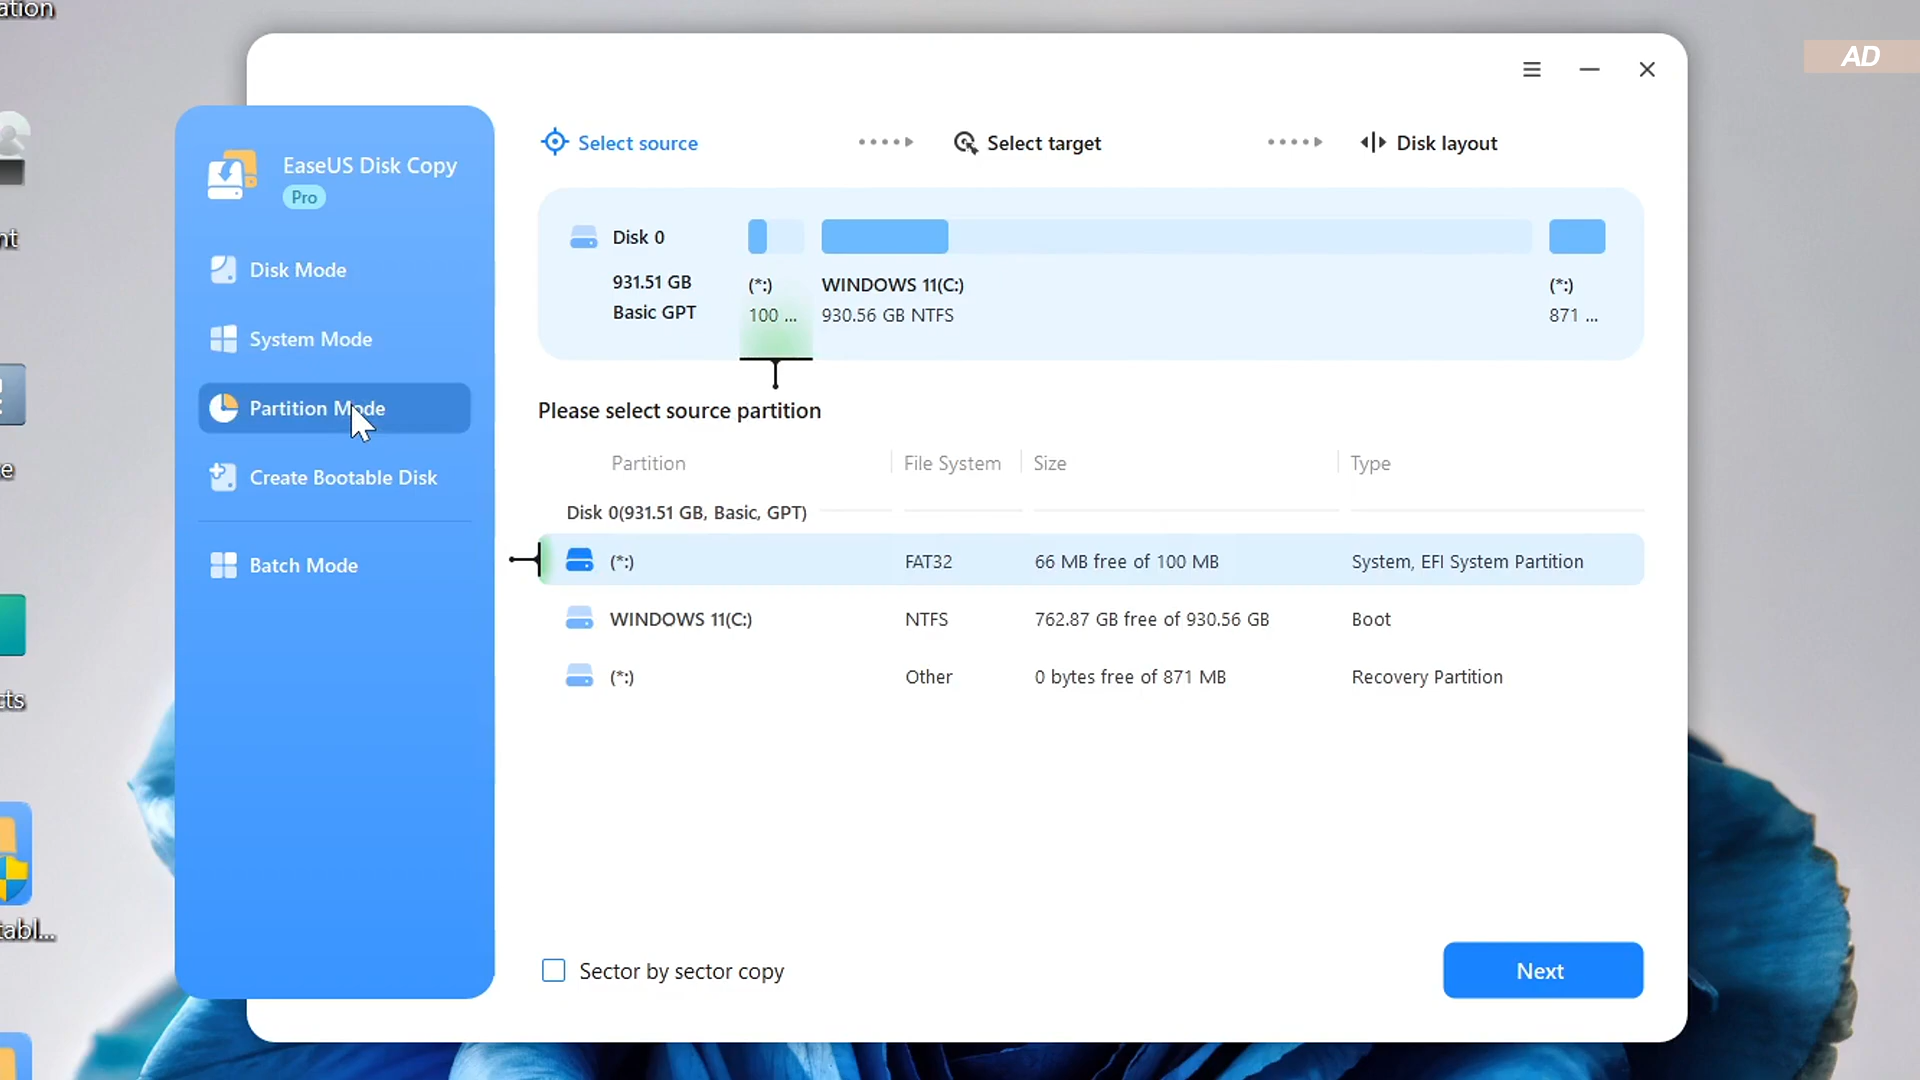 ation
AD
nt
e
cts
tabl...
EaseUS Disk Copy
Pro
Disk Mode
System Mode
Partition Mode
Create Bootable Disk
Batch Mode
Select source
Select target
Disk layout
Disk 0
931.51 GB
Basic GPT
(*:)
100 ...
WINDOWS 11(C:)
930.56 GB NTFS
(*:)
871 ...
Please select source partition
Partition File System Size Type
Disk 0(931.51 GB, Basic, GPT)
(*:) FAT32 66 MB free of 100 MB System, EFI System Partition
WINDOWS 11(C:) NTFS 762.87 GB free of 930.56 GB Boot
(*:) Other 0 bytes free of 871 MB Recovery Partition
Sector by sector copy
Next